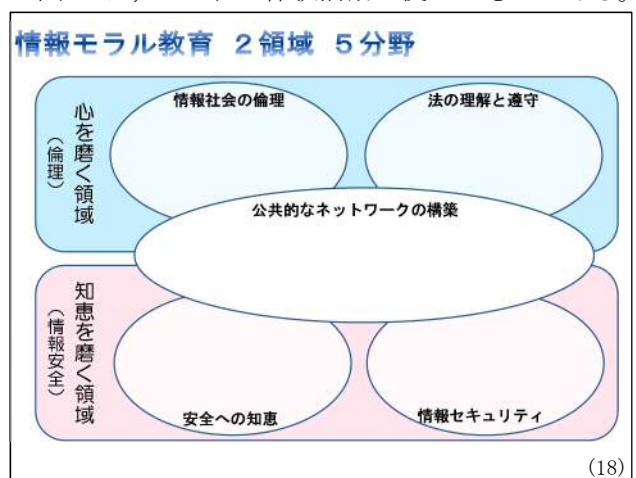 情報モラル教育 2領域 5分野
心を磨く領域
(倫理)
情報社会の倫理
法の理解と遵守
公共的なネットワークの構築
知恵を磨く領域
(情報安全)
安全への知恵
情報セキュリティ
(18)